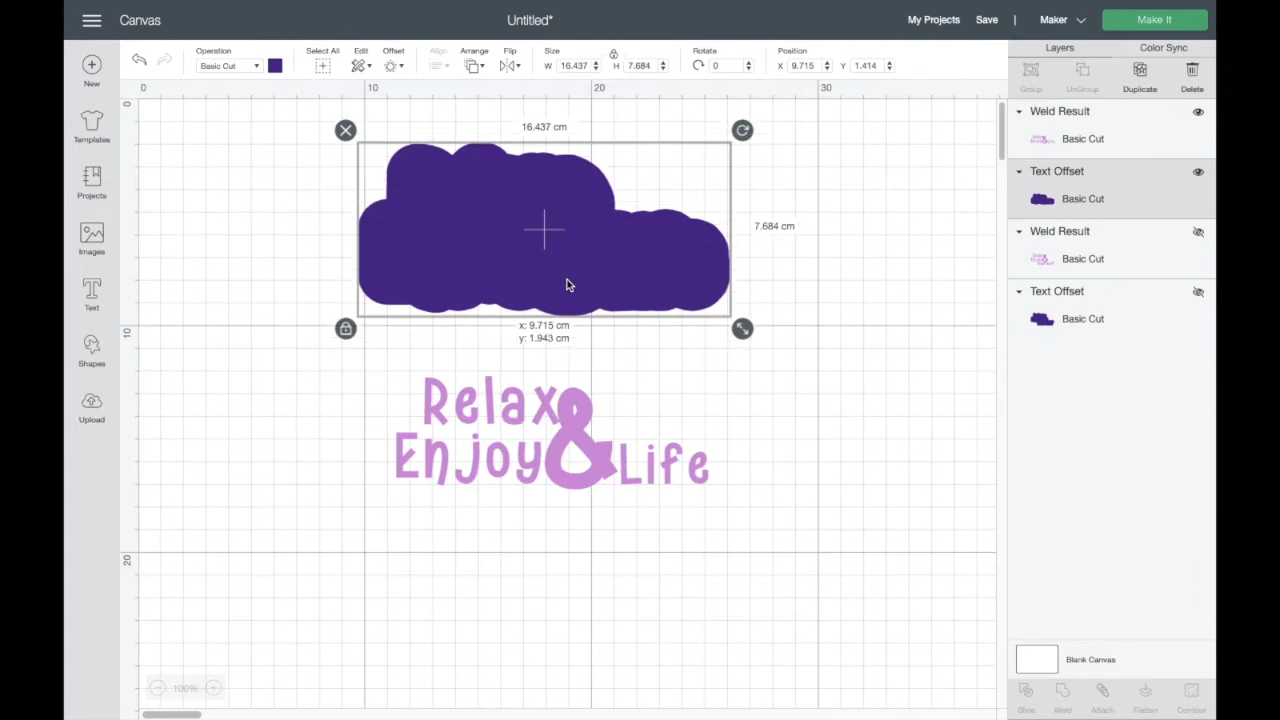 Canvas
Untitled*
My Projects Save | Maker Make It
Operation
Basic Cut
Select All
Edit
Offset
Align
Arrange
Flip
Size
W 16.437 H 7.684
Rotate
0
Position
X 9.715 Y 1.414
Layers Color Sync
Group UnGroup Duplicate Delete
New
Templates
Projects
Images
Text
Shapes
Upload
0 10 20 30
0
10
20
16.437 cm
7.684 cm
x: 9.715 cm
y: 1.943 cm
Relax
Enjoy & Life
100%
Weld Result
Basic Cut
Text Offset
Basic Cut
Weld Result
Basic Cut
Text Offset
Basic Cut
Blank Canvas
Slice Weld Attach Flatten Contour